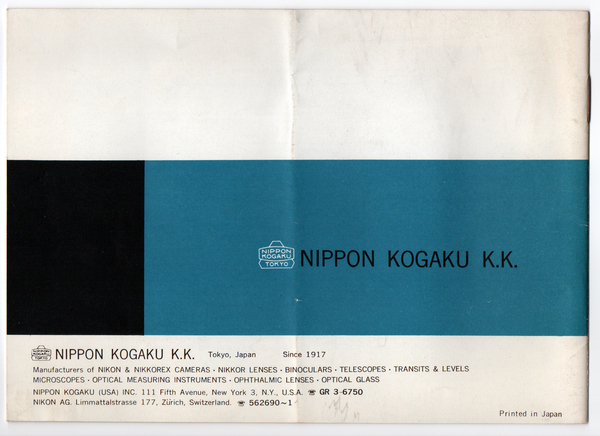 NIPPON
KOGAKU
TOKYO
NIPPON KOGAKU K.K.
NIPPON
KOGAKU
TOKYO
NIPPON KOGAKU K.K. Tokyo, Japan Since 1917
Manufacturers of NIKON & NIKKOREX CAMERAS · NIKKOR LENSES · BINOCULARS · TELESCOPES · TRANSITS & LEVELS
MICROSCOPES · OPTICAL MEASURING INSTRUMENTS · OPHTHALMIC LENSES · OPTICAL GLASS
NIPPON KOGAKU (USA) INC. 111 Fifth Avenue, New York 3, N.Y., U.S.A. ☎ GR 3-6750
NIKON AG. Limmattalstrasse 177, Zürich, Switzerland. ☎ 562690~1
Printed in Japan